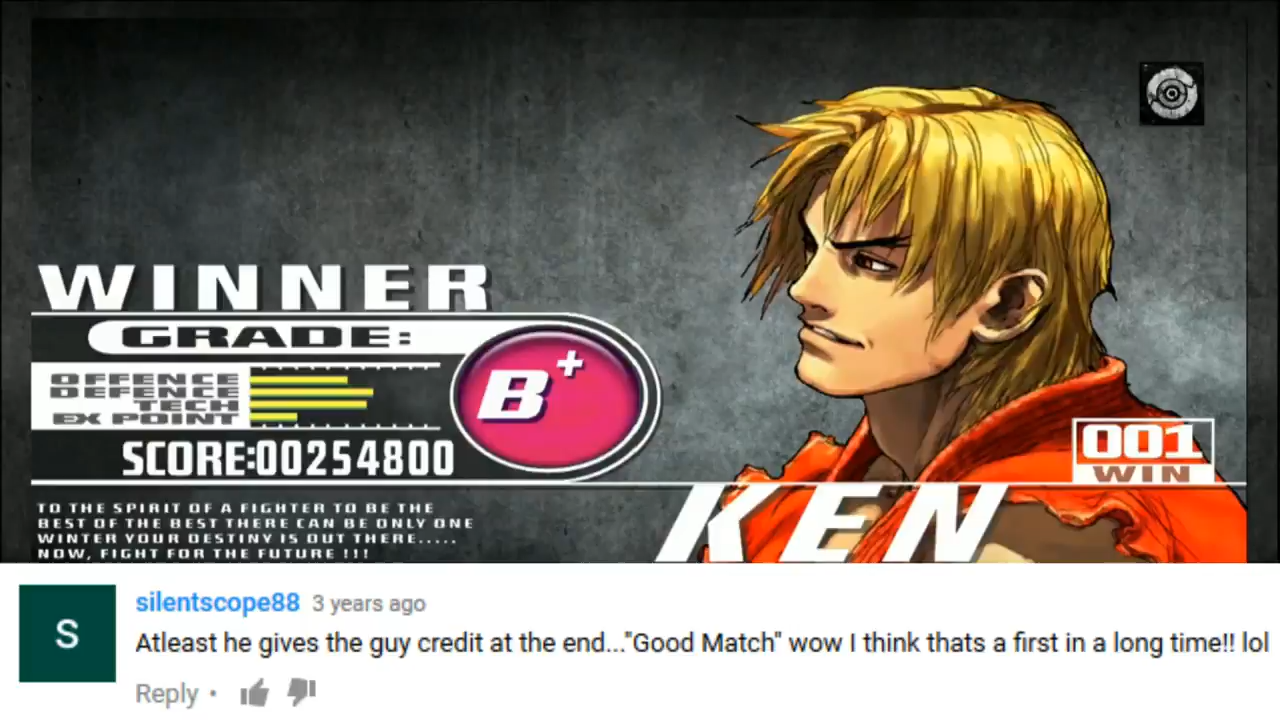 WINNER
GRADE:
B+
OFFENCE
DEFENCE
TECH
EX POINT
SCORE:00254800
001
WIN
TO THE SPIRIT OF A FIGHTER TO BE THE
BEST OF THE BEST THERE CAN BE ONLY ONE
WINTER YOUR DESTINY IS OUT THERE.....
NOW, FIGHT FOR THE FUTURE !!!
KEN
S
silentscope88 3 years ago
Atleast he gives the guy credit at the end..."Good Match" wow I think thats a first in a long time!! lol
Reply •